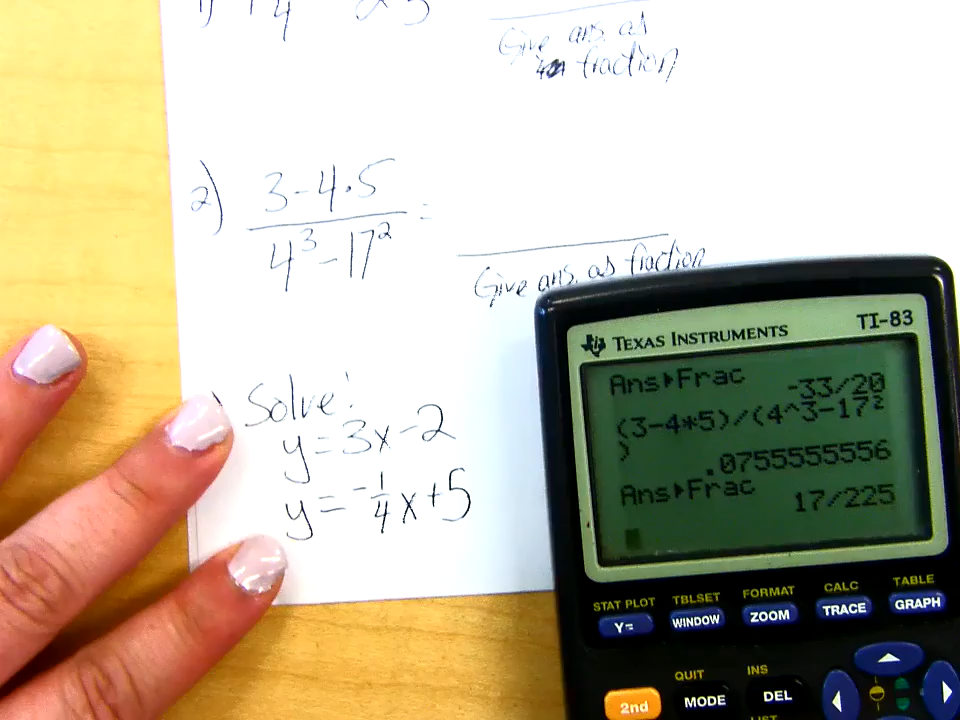 Give ans. as
fraction
2) 3-4·5 / 4³-17² =
Give ans. as fraction
Solve:
y=3x-2
y=-1/4x+5
TEXAS INSTRUMENTS TI-83
Ans▸Frac
-33/20
(3-4*5)/(4^3-17²
)
.0755555556
Ans▸Frac
17/225
STAT PLOT TBLSET FORMAT CALC TABLE
Y= WINDOW ZOOM TRACE GRAPH
QUIT INS
2nd MODE DEL
LIST